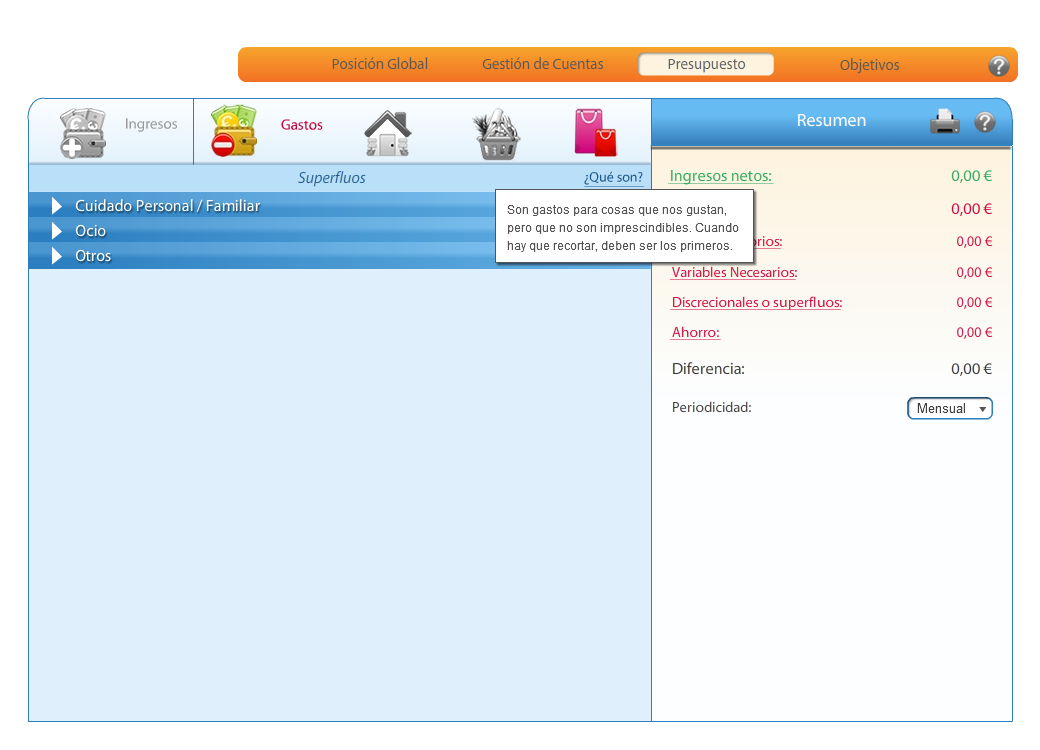 Posición Global
Gestión de Cuentas
Presupuesto
Objetivos
?
Ingresos
Gastos
Resumen
?
Superfluos
¿Qué son?
Cuidado Personal / Familiar
Ocio
Otros
Son gastos para cosas que nos gustan,
pero que no son imprescindibles. Cuando
hay que recortar, deben ser los primeros.
Ingresos netos: 0,00 €
0,00 €
0,00 €
Variables Necesarios: 0,00 €
Discrecionales o superfluos: 0,00 €
Ahorro: 0,00 €
Diferencia: 0,00 €
Periodicidad: Mensual